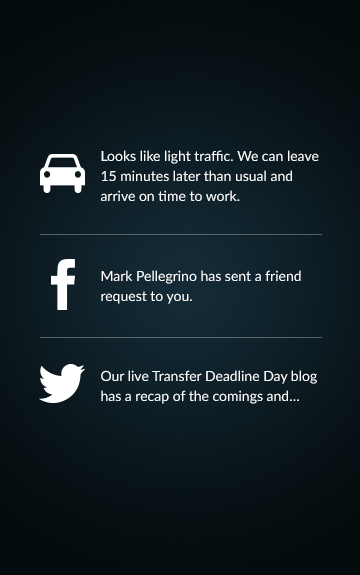 Looks like light traffic. We can leave
15 minutes later than usual and
arrive on time to work.
Mark Pellegrino has sent a friend
request to you.
Our live Transfer Deadline Day blog
has a recap of the comings and...